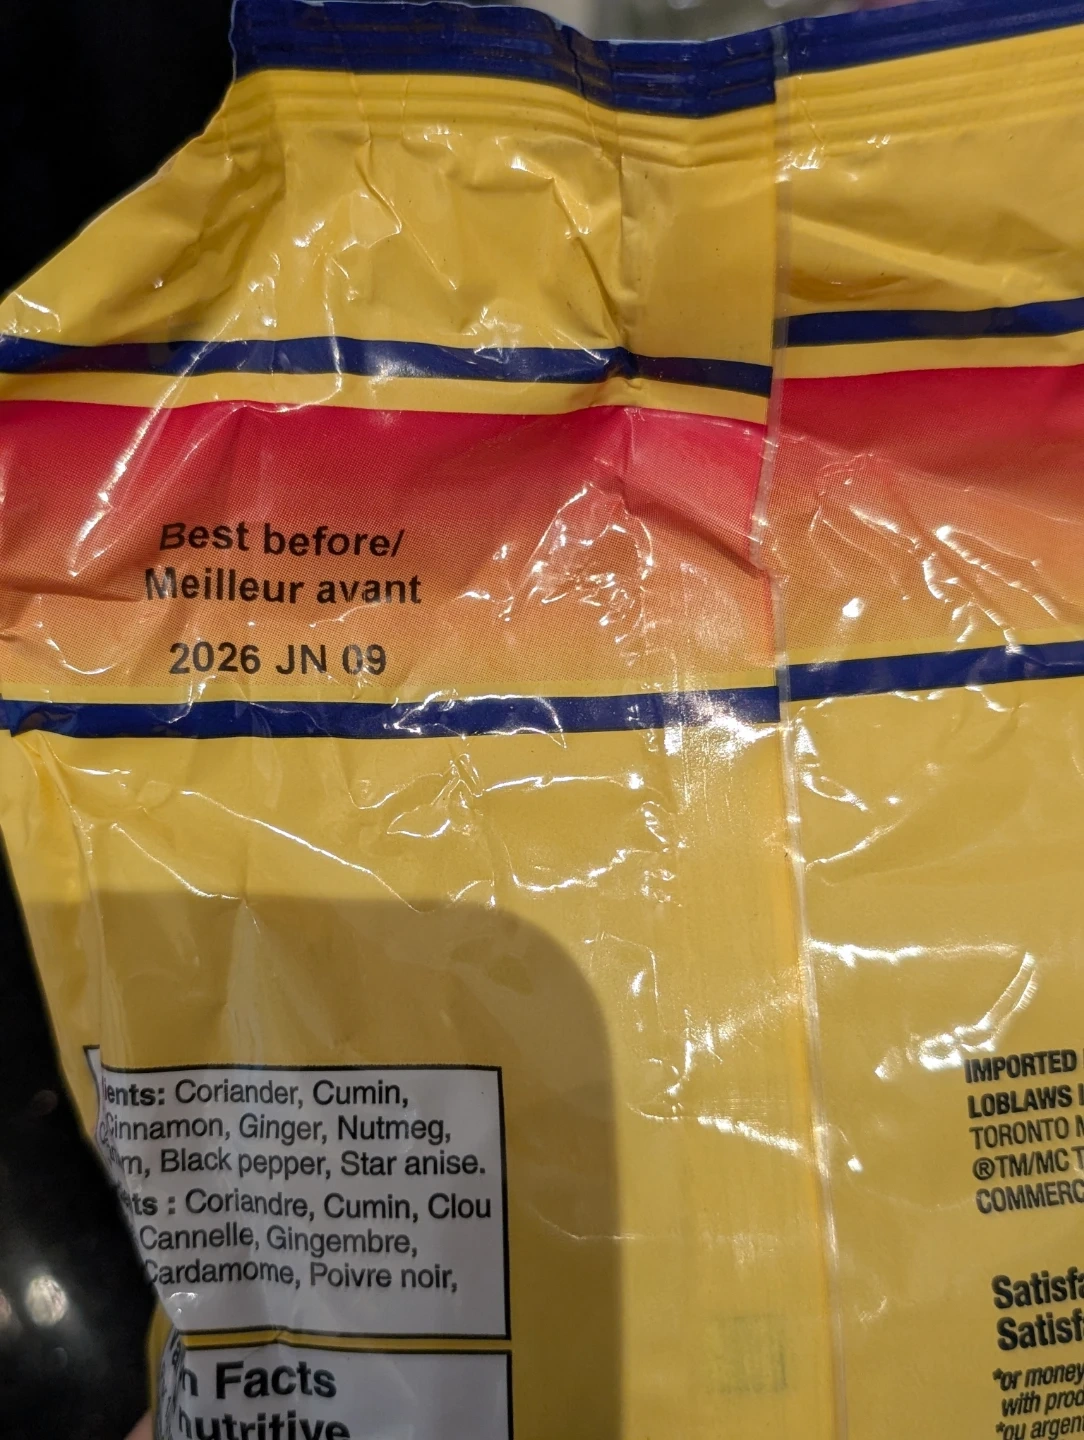 Best before/
Meilleur avant
2026 JN 09
ients: Coriander, Cumin,
Cinnamon, Ginger, Nutmeg,
m, Black pepper, Star anise.
ts : Coriandre, Cumin, Clou
Cannelle, Gingembre,
Cardamome, Poivre noir,
n Facts
nutritive
IMPORTED
LOBLAWS
TORONTO
®TM/MC
COMMERC
Satisfa
Satisf
*or money
with prod
*ou argen